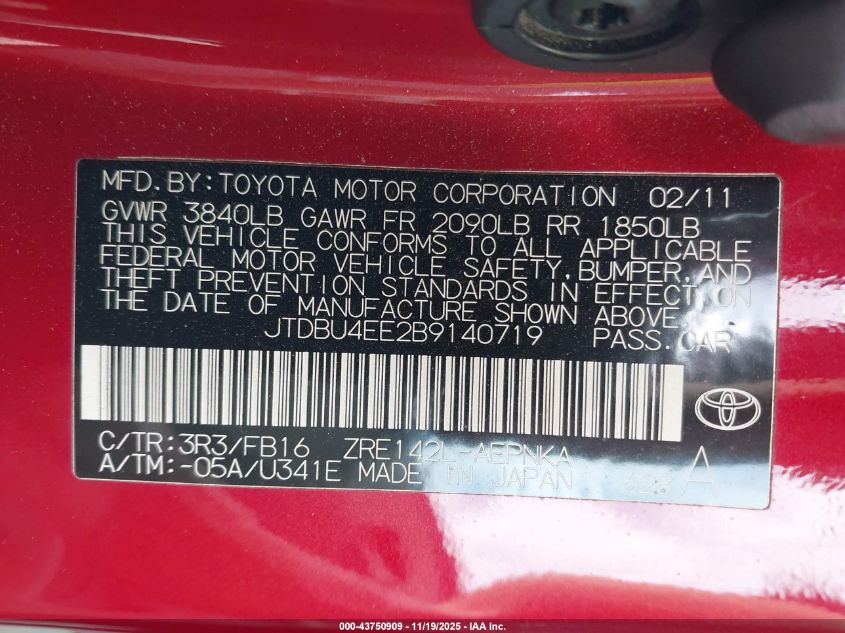 MFD.BY:TOYOTA MOTOR CORPORATION 02/11
GVWR 3840LB GAWR FR 2090LB RR 1850LB
THIS VEHICLE CONFORMS TO ALL APPLICABLE
FEDERAL MOTOR VEHICLE SAFETY,BUMPER,AND
THEFT PREVENTION STANDARDS IN EFFECT ON
THE DATE OF MANUFACTURE SHOWN ABOVE.
JTDBU4EE2B9140719 PASS.CAR
C/TR:3R3/FB16 ZRE142L-AEPNKA
A/TM:-05A/U341E MADE IN JAPAN 628 A
000-43750909 - 11/19/2025 - IAA Inc.